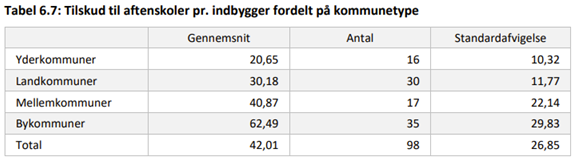 Tabel 6.7: Tilskud til aftenskoler pr. indbygger fordelt på kommunetype
Gennemsnit Antal Standardafvigelse
Yderkommuner 20,65 16 10,32
Landkommuner 30,18 30 11,77
Mellemkommuner 40,87 17 22,14
Bykommuner 62,49 35 29,83
Total 42,01 98 26,85